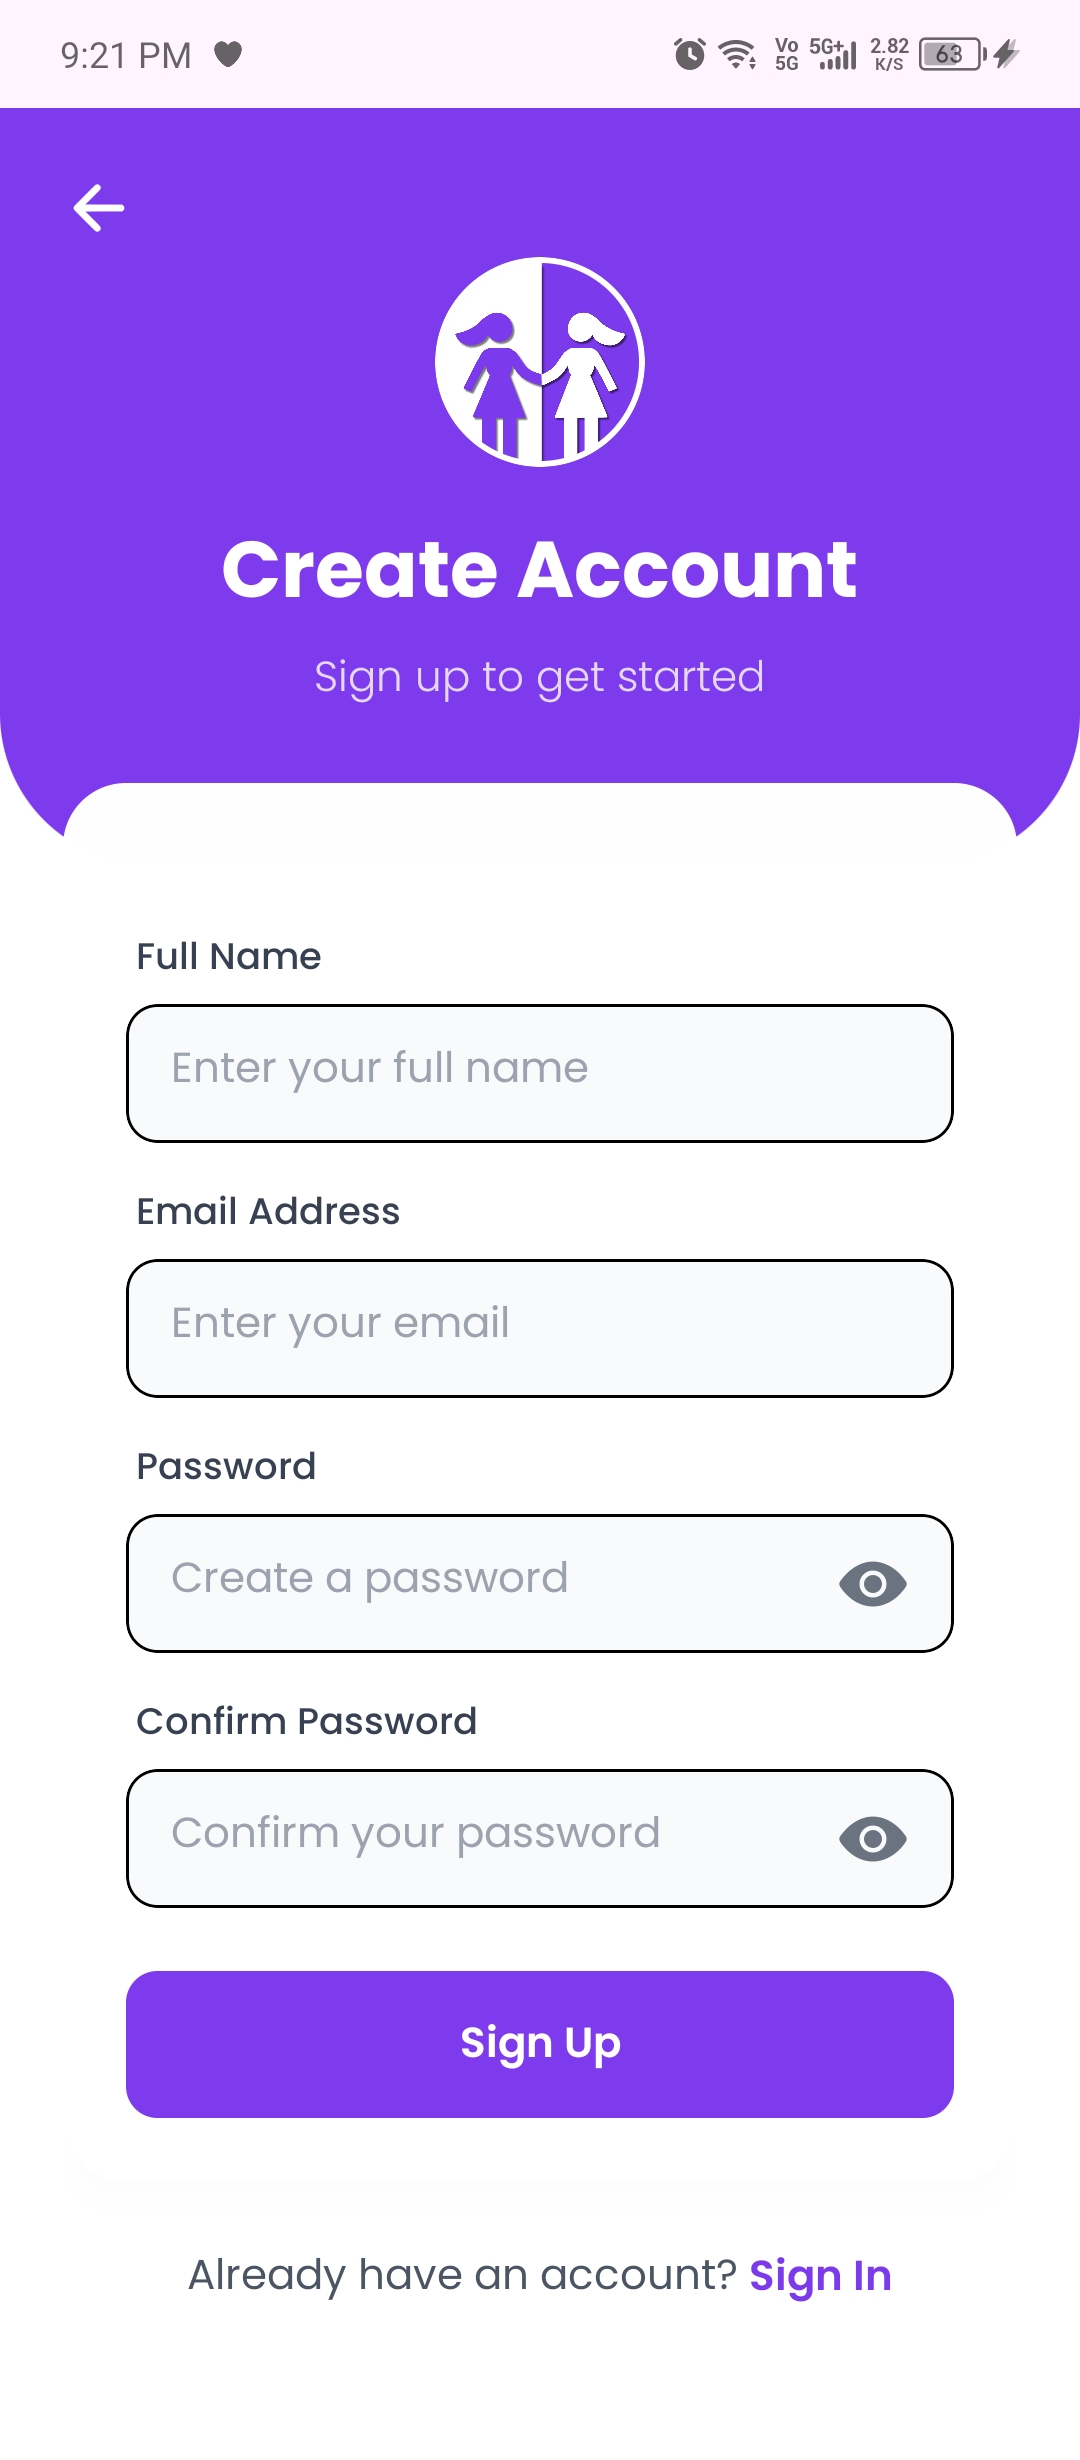 9:21 PM
Vo 5G 5G+ 2.82 K/S 63
Create Account
Sign up to get started
Full Name
Enter your full name
Email Address
Enter your email
Password
Create a password
Confirm Password
Confirm your password
Sign Up
Already have an account? Sign In